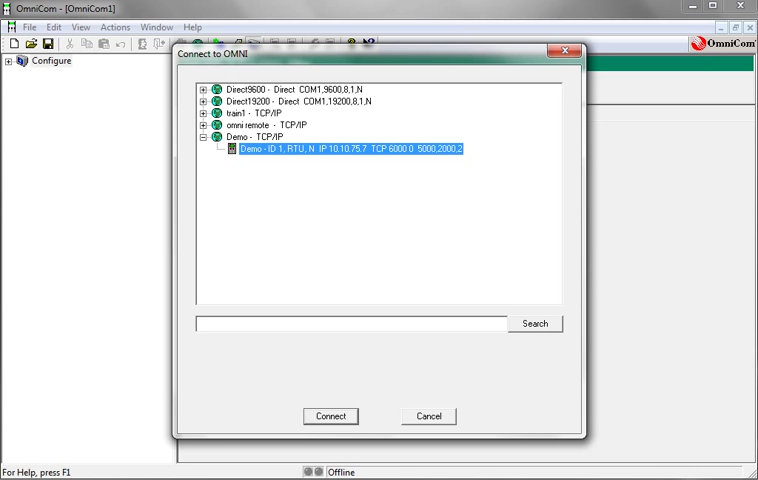 OmniCom - [OmniCom1]
File Edit View Actions Window Help
OmniCom
Configure
Connect to OMNI
Direct9600 - Direct COM1,9600,8,1,N
Direct19200 - Direct COM1,19200,8,1,N
train1 - TCP/IP
omni remote - TCP/IP
Demo - TCP/IP
Demo - ID 1, RTU, N IP 10.10.75.7 TCP 6000 0 5000,2000,2
Search
Connect Cancel
For Help, press F1 Offline